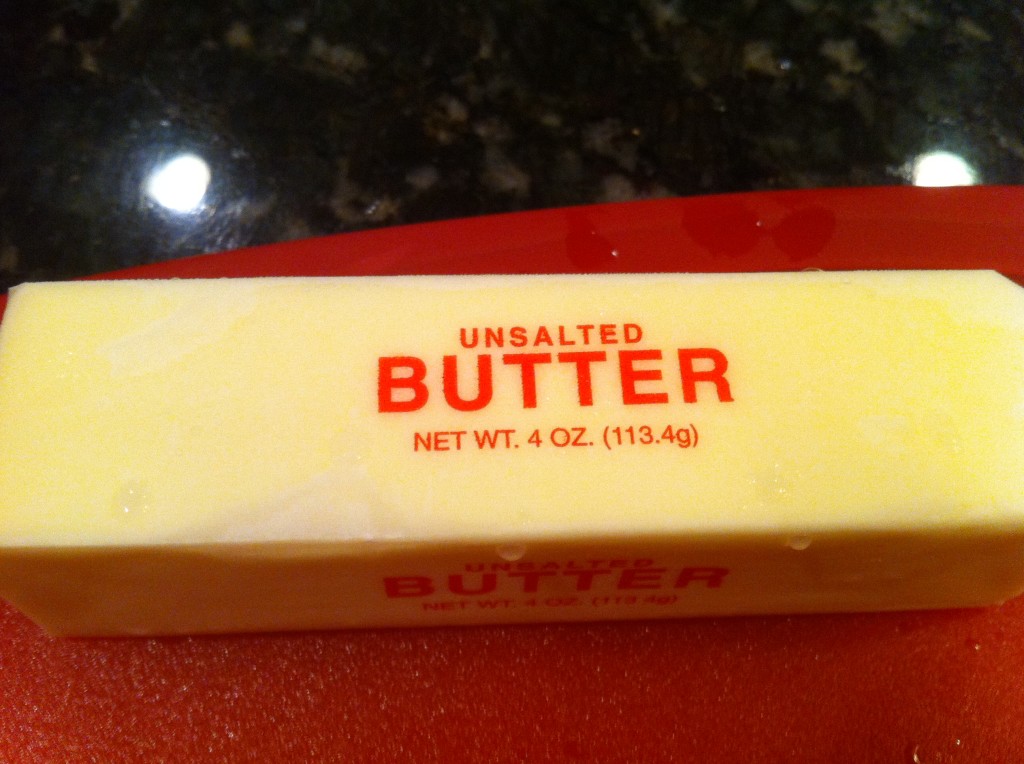 UNSALTED
BUTTER
NET WT. 4 OZ. (113.4g)
UNSALTED
BUTTER
NET WT. 4 OZ. (113.4g)